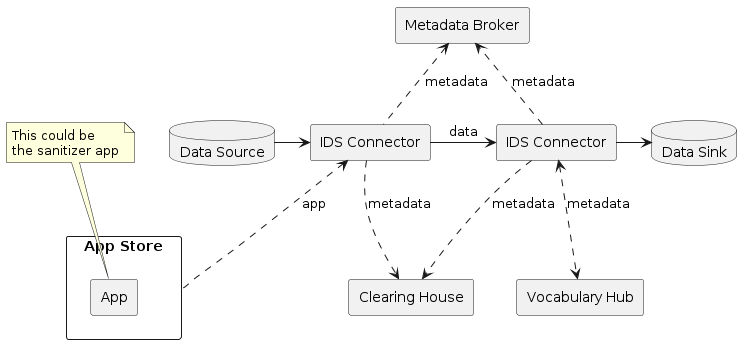 Metadata Broker
metadata
metadata
This could be
the sanitizer app
Data Source
IDS Connector
data
IDS Connector
Data Sink
app
metadata
metadata
metadata
App Store
App
Clearing House
Vocabulary Hub